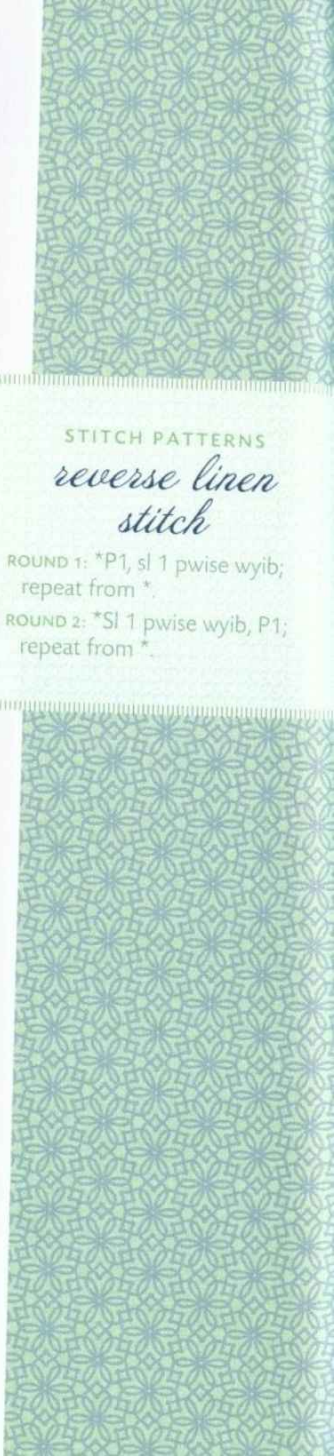 STITCH PATTERNS
reverse linen
stitch
ROUND 1: *P1, sl 1 pwise wyib;
repeat from *.
ROUND 2: *Sl 1 pwise wyib, P1;
repeat from *.